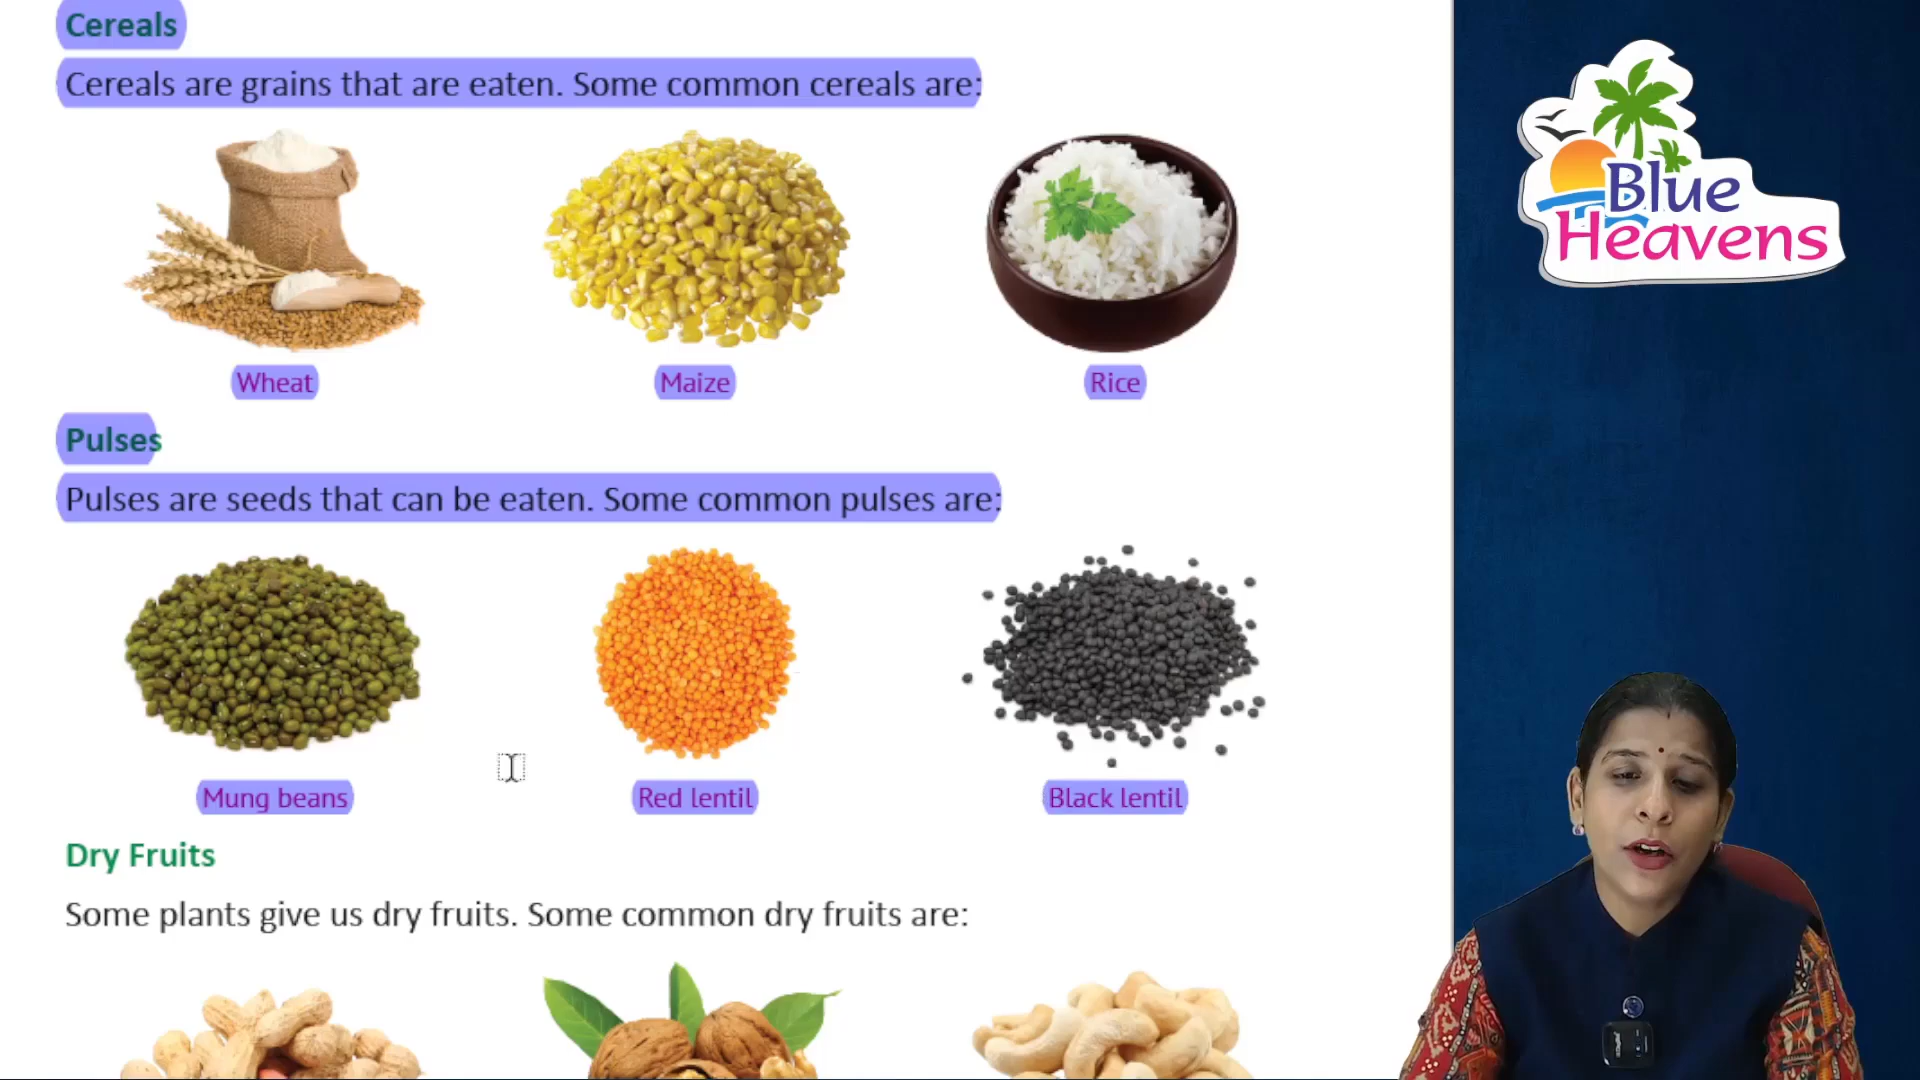 Cereals
Cereals are grains that are eaten. Some common cereals are:
Wheat
Maize
Rice
Pulses
Pulses are seeds that can be eaten. Some common pulses are:
Mung beans
Red lentil
Black lentil
Dry Fruits
Some plants give us dry fruits. Some common dry fruits are:
Blue
Heavens